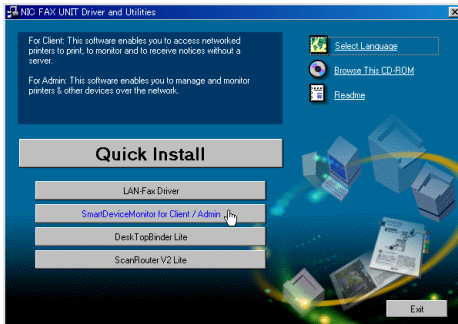 NIC FAX UNIT Driver and Utilities
For Client: This software enables you to access networked
printers to print, to monitor and to receive notices without a
server.
For Admin: This software enables you to manage and monitor
printers & other devices over the network.
Select Language
Browse This CD-ROM
Readme
Quick Install
LAN-Fax Driver
SmartDeviceMonitor for Client / Admin
DeskTopBinder Lite
ScanRouter V2 Lite
Exit